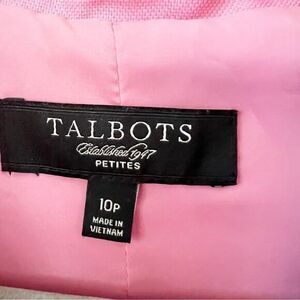 TALBOTS
Established 1947
PETITES
10P
MADE IN
VIETNAM